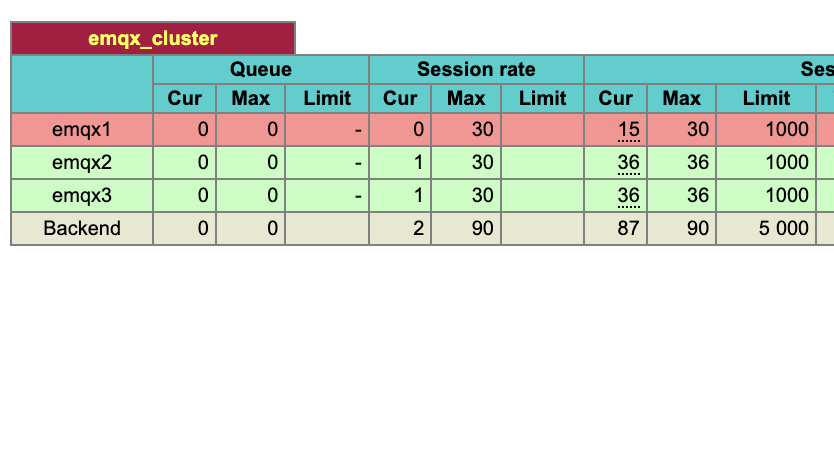 emqx_cluster
Queue Session rate Ses
Cur Max Limit Cur Max Limit Cur Max Limit
emqx1 0 0 - 0 30 15 30 1000
emqx2 0 0 - 1 30 36 36 1000
emqx3 0 0 - 1 30 36 36 1000
Backend 0 0 2 90 87 90 5 000